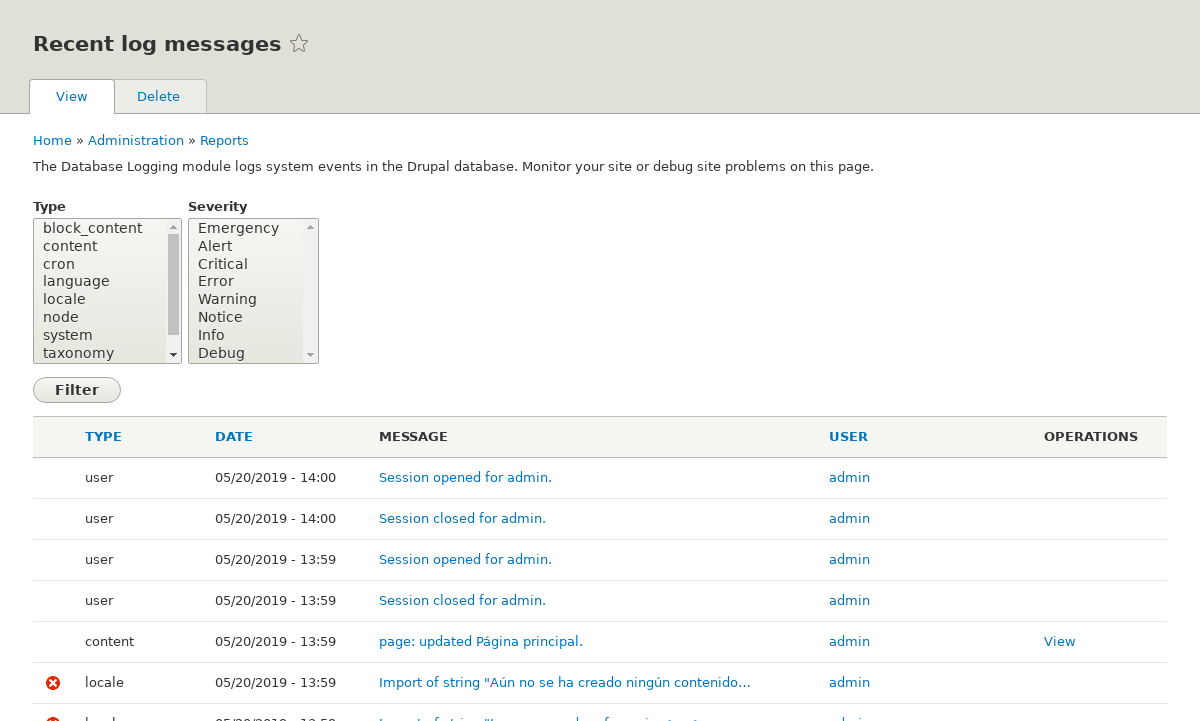 Recent log messages
View Delete
Home » Administration » Reports
The Database Logging module logs system events in the Drupal database. Monitor your site or debug site problems on this page.
Type Severity
block_content Emergency
content Alert
cron Critical
language Error
locale Warning
node Notice
system Info
taxonomy Debug
Filter
TYPE DATE MESSAGE USER OPERATIONS
user 05/20/2019 - 14:00 Session opened for admin. admin
user 05/20/2019 - 14:00 Session closed for admin. admin
user 05/20/2019 - 13:59 Session opened for admin. admin
user 05/20/2019 - 13:59 Session closed for admin. admin
content 05/20/2019 - 13:59 page: updated Página principal. admin View
locale 05/20/2019 - 13:59 Import of string "Aún no se ha creado ningún contenido… admin